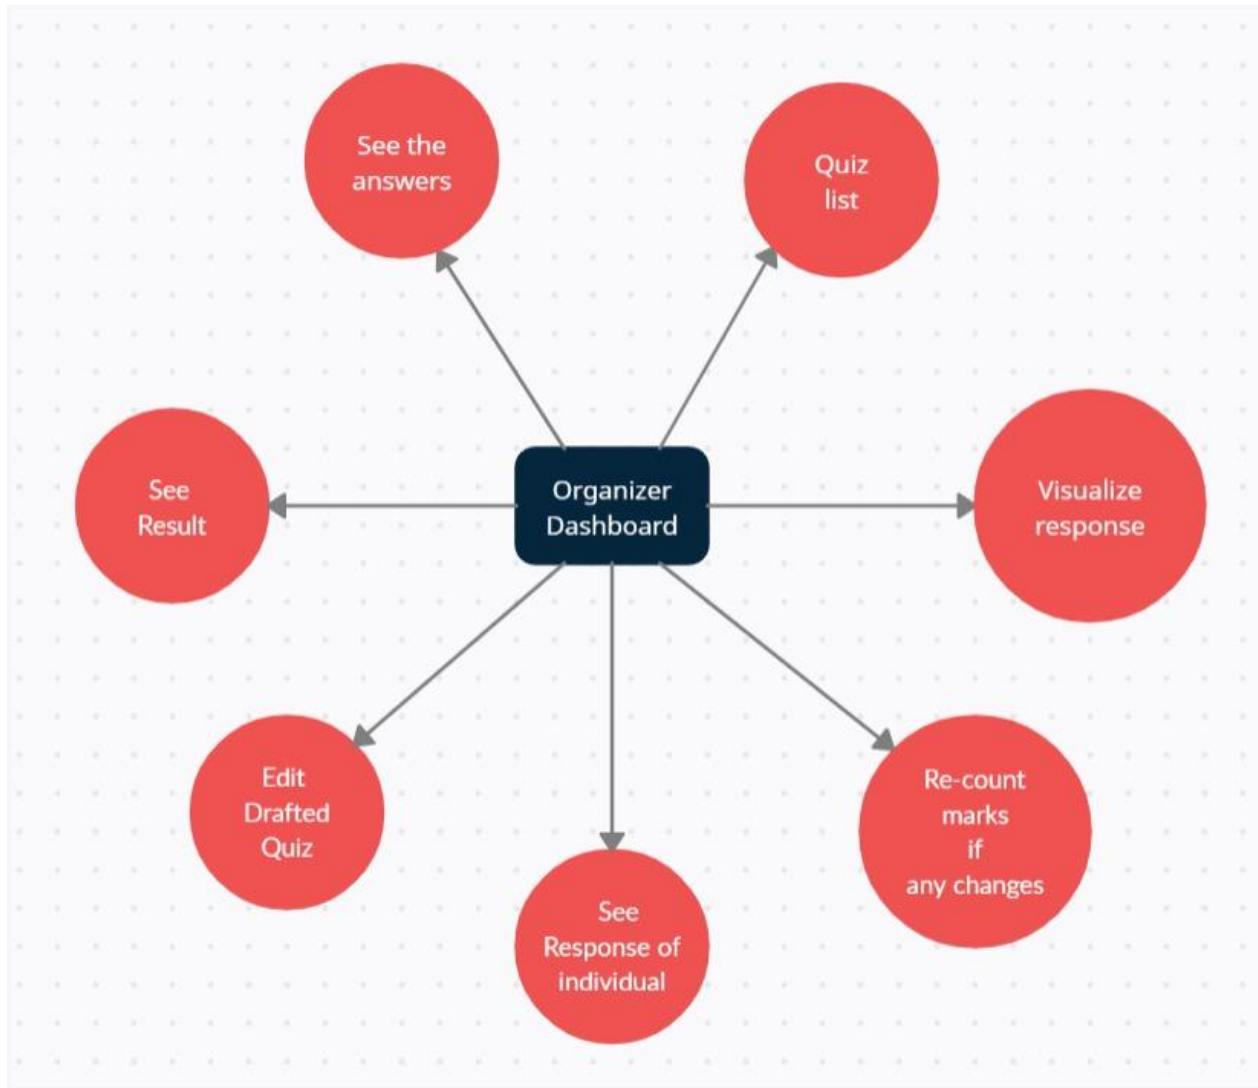 See the
answers
Quiz
list
See
Result
Organizer
Dashboard
Visualize
response
Edit
Drafted
Quiz
Re-count
marks
if
any changes
See
Response of
individual